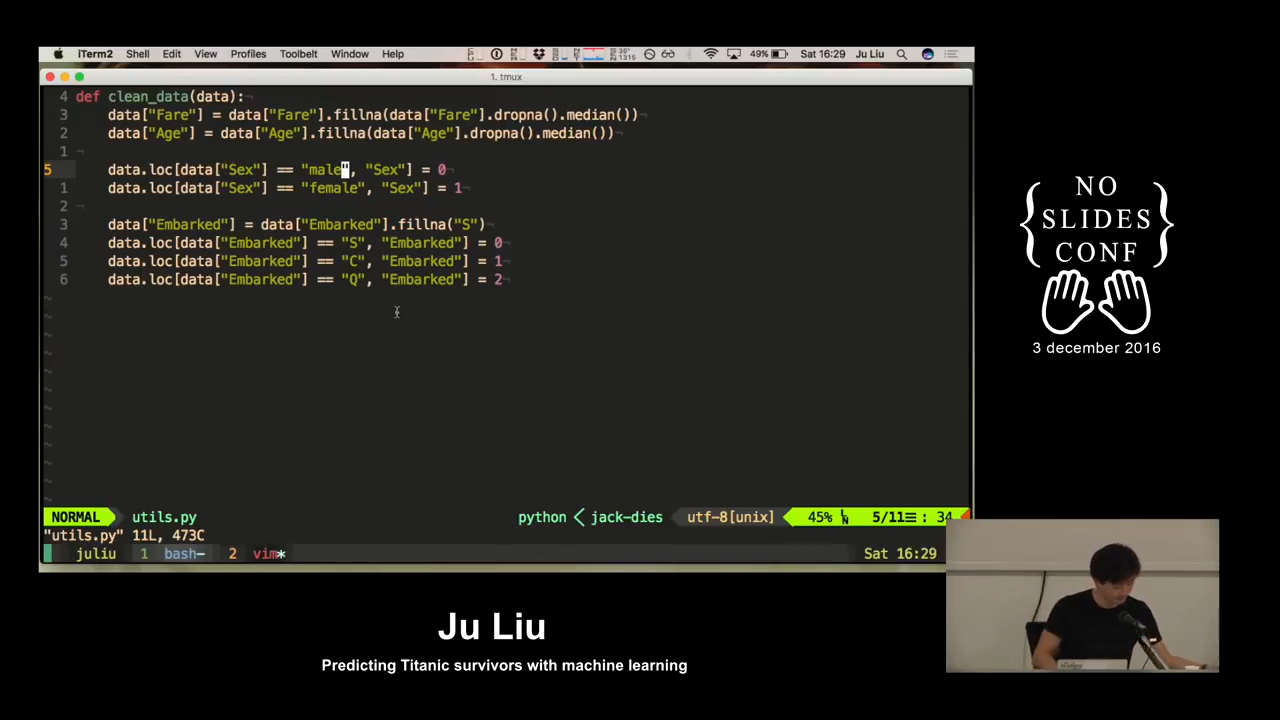 iTerm2 Shell Edit View Profiles Toolbelt Window Help 49% Sat 16:29 Ju Liu
1. tmux
4 def clean_data(data):¬
3 data["Fare"] = data["Fare"].fillna(data["Fare"].dropna().median())¬
2 data["Age"] = data["Age"].fillna(data["Age"].dropna().median())¬
1 ¬
5 data.loc[data["Sex"] == "male", "Sex"] = 0¬
1 data.loc[data["Sex"] == "female", "Sex"] = 1¬
2 ¬
3 data["Embarked"] = data["Embarked"].fillna("S")¬
4 data.loc[data["Embarked"] == "S", "Embarked"] = 0¬
5 data.loc[data["Embarked"] == "C", "Embarked"] = 1¬
6 data.loc[data["Embarked"] == "Q", "Embarked"] = 2¬
NORMAL utils.py python jack-dies utf-8[unix] 45% 5/11 : 34
"utils.py" 11L, 473C
juliu 1 bash- 2 vim* Sat 16:29
NO
SLIDES
CONF
3 december 2016
Ju Liu
Predicting Titanic survivors with machine learning